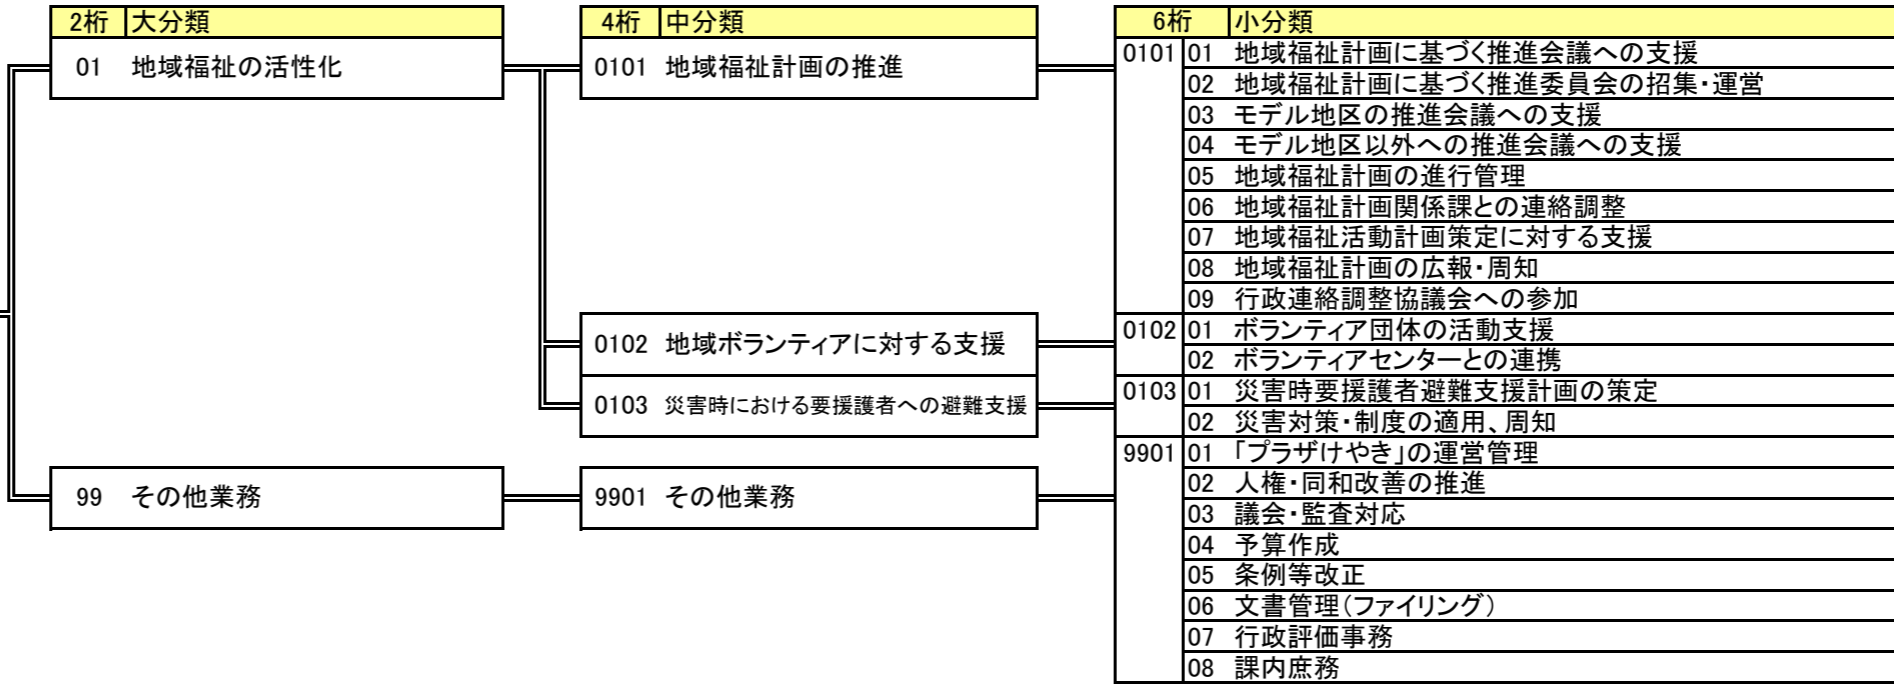 2桁 大分類 4桁 中分類 6桁 小分類
01 地域福祉の活性化 0101 地域福祉計画の推進 0101 01 地域福祉計画に基づく推進会議への支援
02 地域福祉計画に基づく推進委員会の招集・運営
03 モデル地区の推進会議への支援
04 モデル地区以外への推進会議への支援
05 地域福祉計画の進行管理
06 地域福祉計画関係課との連絡調整
07 地域福祉活動計画策定に対する支援
08 地域福祉計画の広報・周知
09 行政連絡調整協議会への参加
0102 地域ボランティアに対する支援 0102 01 ボランティア団体の活動支援
02 ボランティアセンターとの連携
0103 災害時における要援護者への避難支援 0103 01 災害時要援護者避難支援計画の策定
02 災害対策・制度の適用、周知
99 その他業務 9901 その他業務 9901 01 「プラザけやき」の運営管理
02 人権・同和改善の推進
03 議会・監査対応
04 予算作成
05 条例等改正
06 文書管理(ファイリング)
07 行政評価事務
08 課内庶務